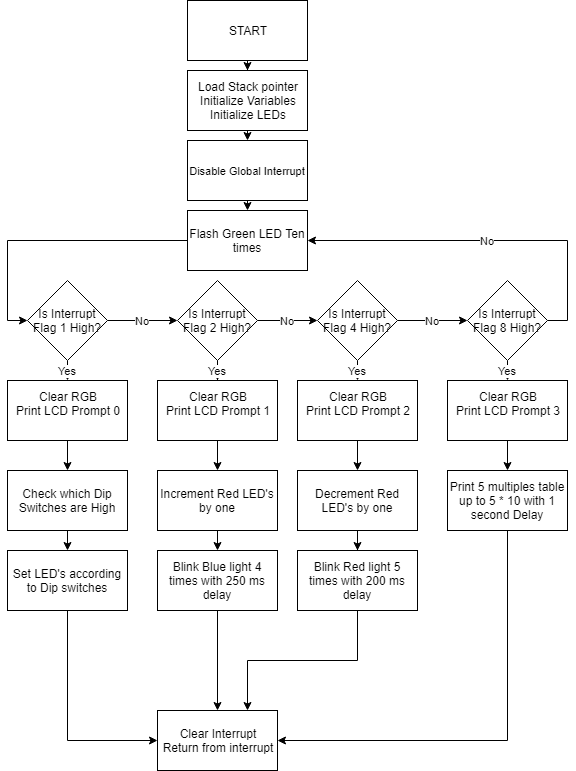 START
Load Stack pointer
Initialize Variables
Initialize LEDs
Disable Global Interrupt
Flash Green LED Ten
times
No
Is Interrupt
Flag 1 High?
No
Is Interrupt
Flag 2 High?
No
Is Interrupt
Flag 4 High?
No
Is Interrupt
Flag 8 High?
Yes
Yes
Yes
Yes
Clear RGB
Print LCD Prompt 0
Clear RGB
Print LCD Prompt 1
Clear RGB
Print LCD Prompt 2
Clear RGB
Print LCD Prompt 3
Check which Dip
Switches are High
Increment Red LED's
by one
Decrement Red
LED's by one
Print 5 multiples table
up to 5 * 10 with 1
second Delay
Set LED's according
to Dip switches
Blink Blue light 4
times with 250 ms
delay
Blink Red light 5
times with 200 ms
delay
Clear Interrupt
Return from interrupt